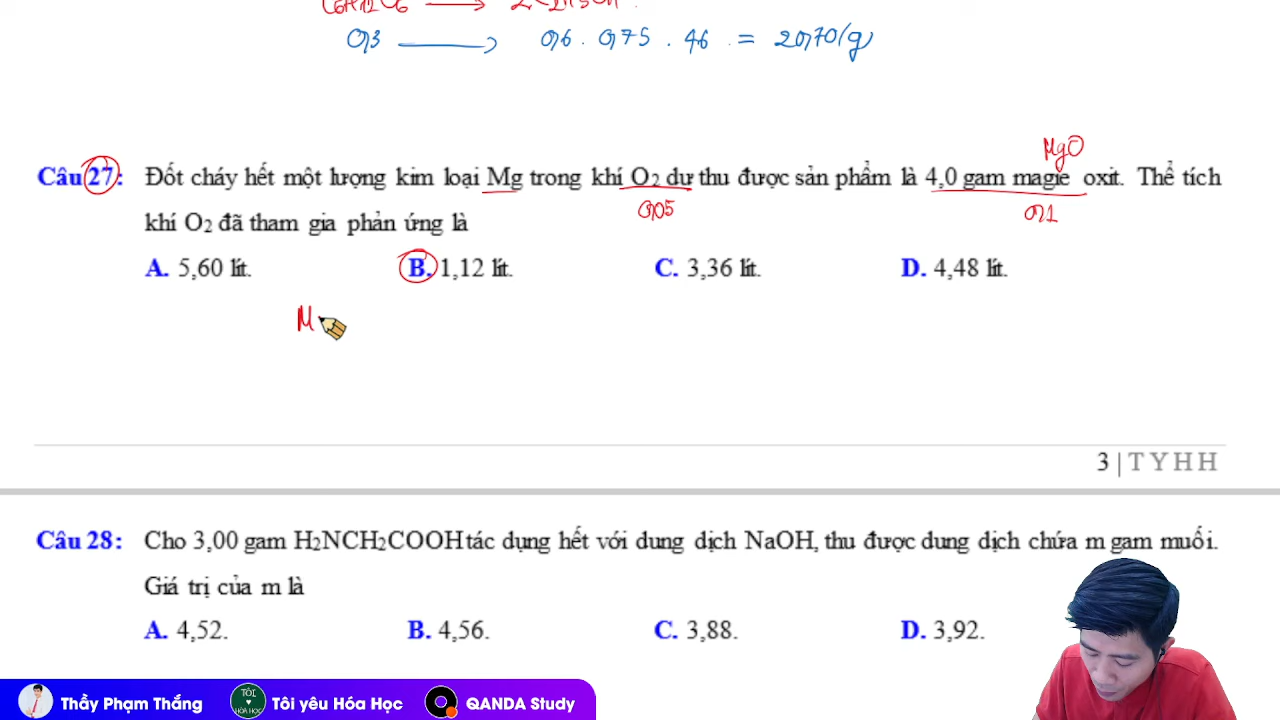 C6H12O6 → 2C2H5OH
0,3 → 0,6 . 0,75 . 46 = 20,70(g)
MgO
Câu 27: Đốt cháy hết một lượng kim loại Mg trong khí O2 dư thu được sản phẩm là 4,0 gam magie oxit. Thể tích
0,05 0,1
khí O2 đã tham gia phản ứng là
A. 5,60 lít. B. 1,12 lít. C. 3,36 lít. D. 4,48 lít.
M
3 | T Y H H
Câu 28: Cho 3,00 gam H2NCH2COOH tác dụng hết với dung dịch NaOH, thu được dung dịch chứa m gam muối.
Giá trị của m là
A. 4,52. B. 4,56. C. 3,88. D. 3,92.
Thầy Phạm Thắng TÔI ♥ HÓA HỌC Tôi yêu Hóa Học QANDA Study